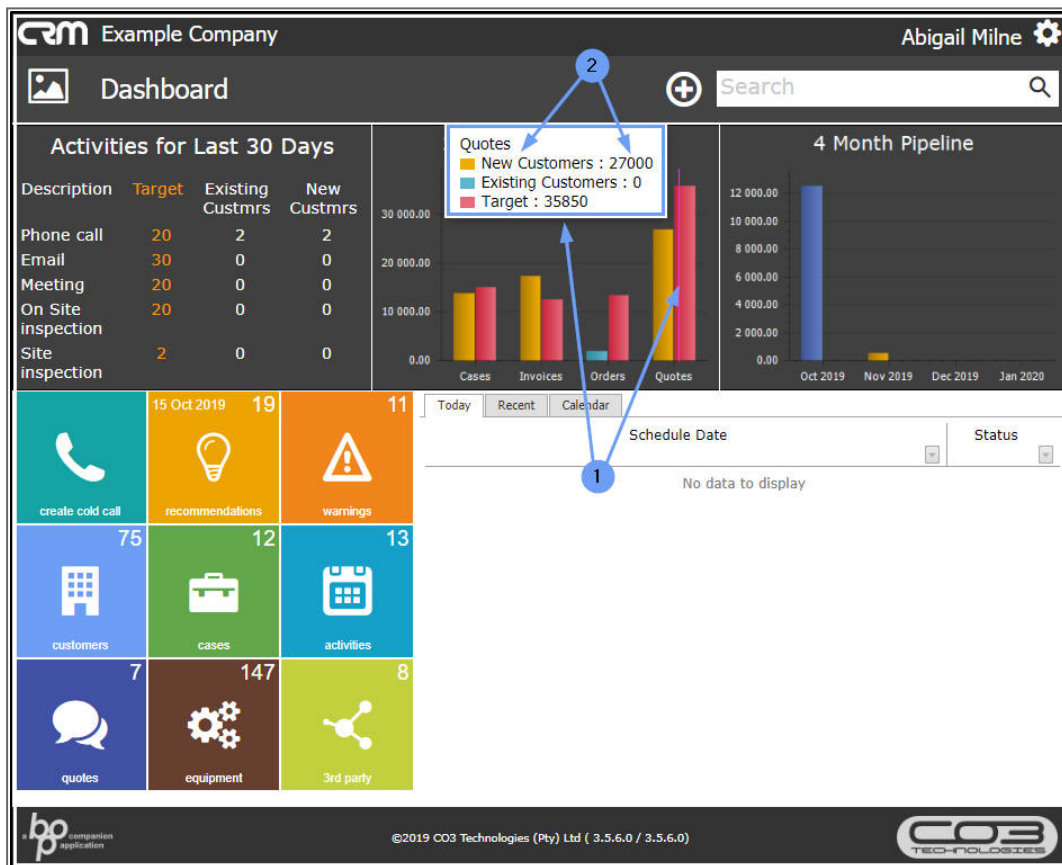 CRM Example Company
Abigail Milne
Dashboard
Search
2
Activities for Last 30 Days
Description Target Existing Custmrs New Custmrs
Phone call 20 2 2
Email 30 0 0
Meeting 20 0 0
On Site inspection 20 0 0
Site inspection 2 0 0
Quotes
New Customers : 27000
Existing Customers : 0
Target : 35850
30 000.00
20 000.00
10 000.00
0.00
Cases Invoices Orders Quotes
4 Month Pipeline
12 000.00
10 000.00
8 000.00
6 000.00
4 000.00
2 000.00
0.00
Oct 2019 Nov 2019 Dec 2019 Jan 2020
create cold call
15 Oct 2019 19
recommendations
11
warnings
75
customers
12
cases
13
activities
7
quotes
147
equipment
8
3rd party
Today Recent Calendar
Schedule Date Status
1
No data to display
a bpo companion application
©2019 CO3 Technologies (Pty) Ltd ( 3.5.6.0 / 3.5.6.0)
CO3
TECHNOLOGIES